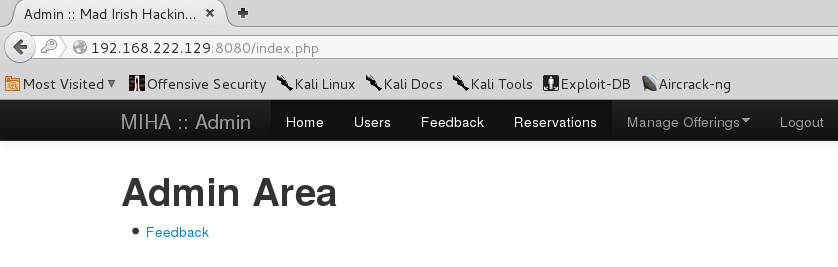 Admin :: Mad Irish Hackin...
192.168.222.129:8080/index.php
Most Visited Offensive Security Kali Linux Kali Docs Kali Tools Exploit-DB Aircrack-ng
MIHA :: Admin Home Users Feedback Reservations Manage Offerings Logout
Admin Area
Feedback